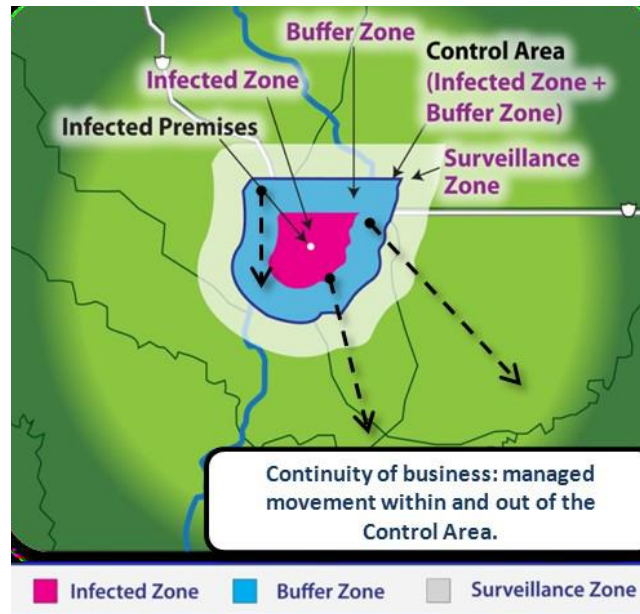 Buffer Zone
Control Area
(Infected Zone +
Buffer Zone)
Infected Zone
Infected Premises
Surveillance
Zone
Continuity of business: managed
movement within and out of the
Control Area.
Infected Zone
Buffer Zone
Surveillance Zone